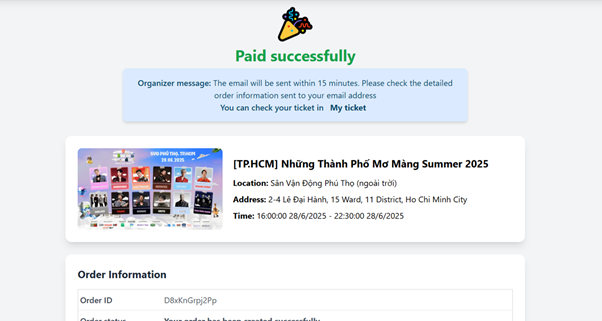 Paid successfully
Organizer message: The email will be sent within 15 minutes. Please check the detailed
order information sent to your email address
You can check your ticket in My ticket
SVĐ PHÚ THỌ, TP.HCM
28.06.2025
[TP.HCM] Những Thành Phố Mơ Màng Summer 2025
Location: Sân Vận Động Phú Thọ (ngoài trời)
Address: 2-4 Lê Đại Hành, 15 Ward, 11 District, Ho Chi Minh City
Time: 16:00:00 28/6/2025 - 22:30:00 28/6/2025
Order Information
Order ID D8xKnGrpj2Pp
Order status Your order has been created successfully